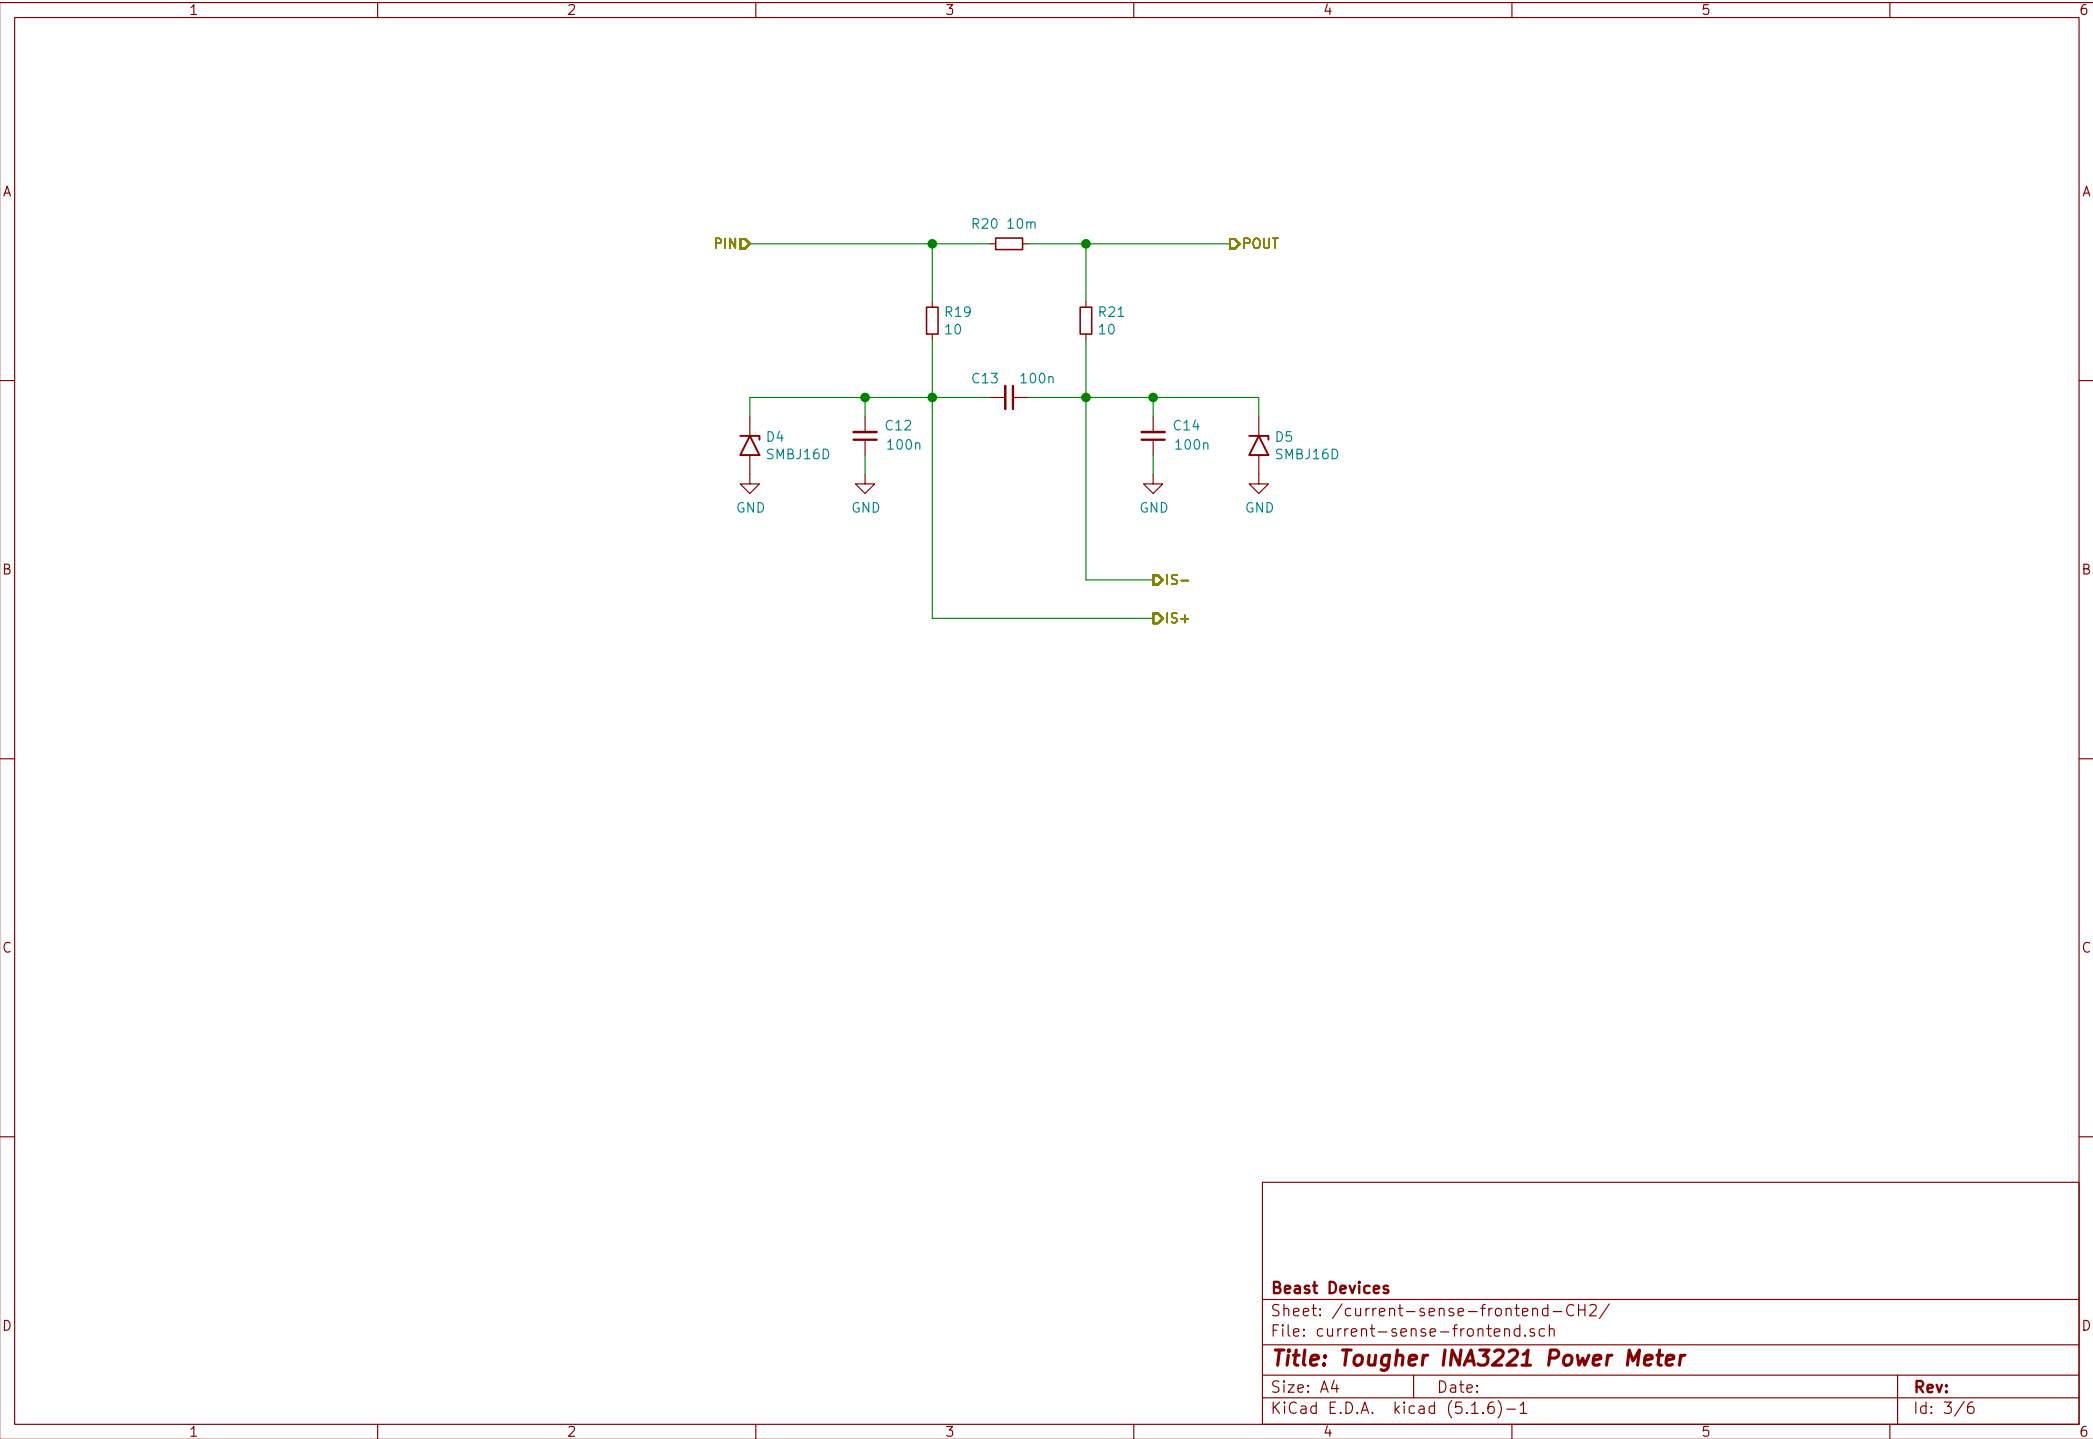 1 2 3 4 5 6
A A
R20 10m
PIN POUT
R19 R21
10 10
C13 100n
D4 C12 C14 D5
SMBJ16D 100n 100n SMBJ16D
GND GND GND GND
B B
IS-
IS+
C C
Beast Devices
Sheet: /current-sense-frontend-CH2/
D D
File: current-sense-frontend.sch
Title: Tougher INA3221 Power Meter
Size: A4 Date: Rev:
KiCad E.D.A. kicad (5.1.6)-1 Id: 3/6
1 2 3 4 5 6